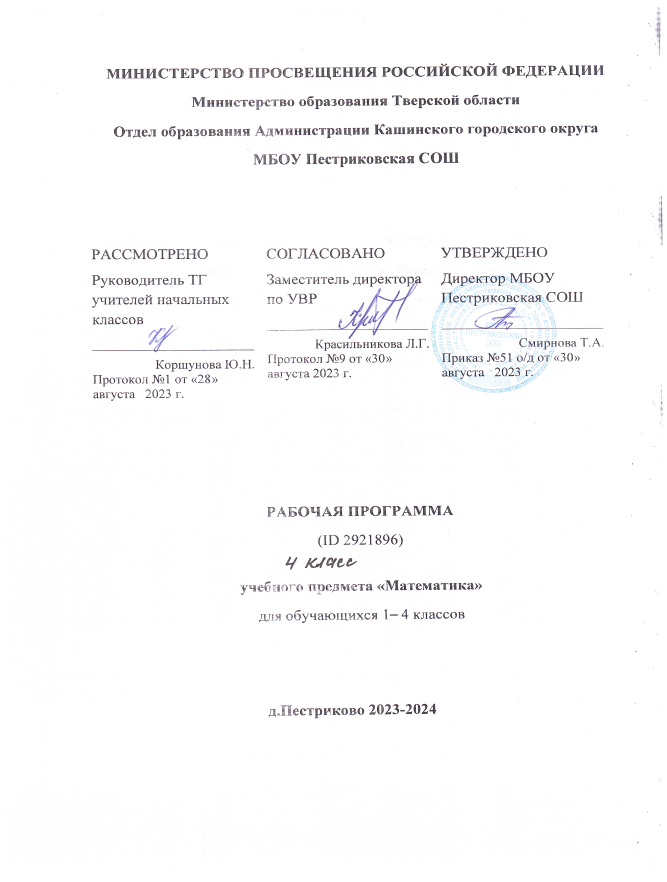 МИНИСТЕРСТВО ПРОСВЕЩЕНИЯ РОССИЙСКОЙ ФЕДЕРАЦИИ
Министерство образования Тверской области
Отдел образования Администрации Кашинского городского округа
МБОУ Пестриковская СОШ
РАССМОТРЕНО
Руководитель ТГ
учителей начальных
классов
Коршунова Ю.Н.
Протокол №1 от «28»
августа 2023 г.
СОГЛАСОВАНО
Заместитель директора
по УВР
Красильникова Л.Г.
Протокол №9 от «30»
августа 2023 г.
УТВЕРЖДЕНО
Директор МБОУ
Пестриковская СОШ
Смирнова Т.А.
Приказ №51 о/д от «30»
августа 2023 г.
РАБОЧАЯ ПРОГРАММА
(ID 2921896)
4 класс
учебного предмета «Математика»
для обучающихся 1– 4 классов
д.Пестриково 2023-2024